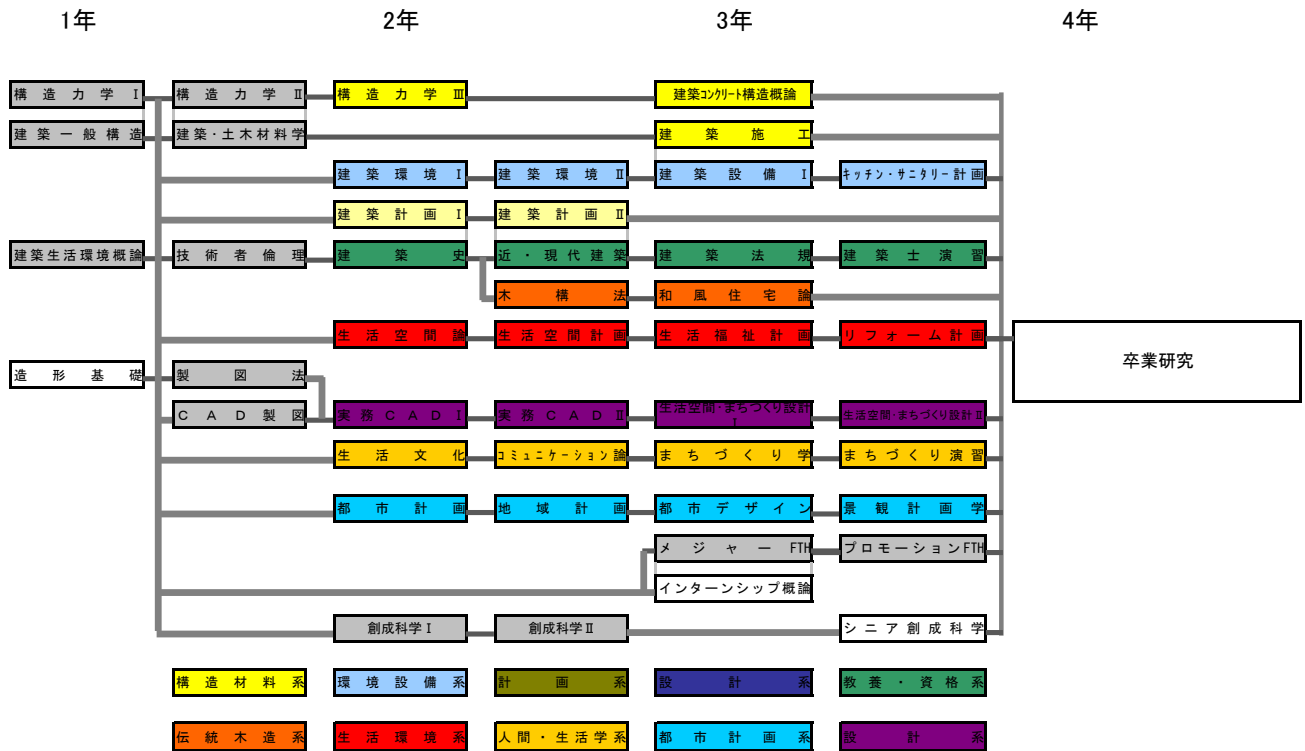 1年 2年 3年 4年
構造力学Ⅰ 構造力学Ⅱ 構造力学Ⅲ 建築コンクリート構造概論
建築一般構造 建築・土木材料学 建築施工
建築環境Ⅰ 建築環境Ⅱ 建築設備Ⅰ キッチン・サニタリー計画
建築計画Ⅰ 建築計画Ⅱ
建築生活環境概論 技術者倫理 建築史 近・現代建築 建築法規 建築士演習
木構法 和風住宅論
生活空間論 生活空間計画 生活福祉計画 リフォーム計画
卒業研究
造形基礎 製図法
CAD製図 実務CADⅠ 実務CADⅡ 生活空間・まちづくり設計Ⅰ 生活空間・まちづくり設計Ⅱ
生活文化 コミュニケーション論 まちづくり学 まちづくり演習
都市計画 地域計画 都市デザイン 景観計画学
メジャーFTH プロモーションFTH
インターンシップ概論
創成科学Ⅰ 創成科学Ⅱ シニア創成科学
構造材料系 環境設備系 計画系 設計系 教養・資格系
伝統木造系 生活環境系 人間・生活学系 都市計画系 設計系